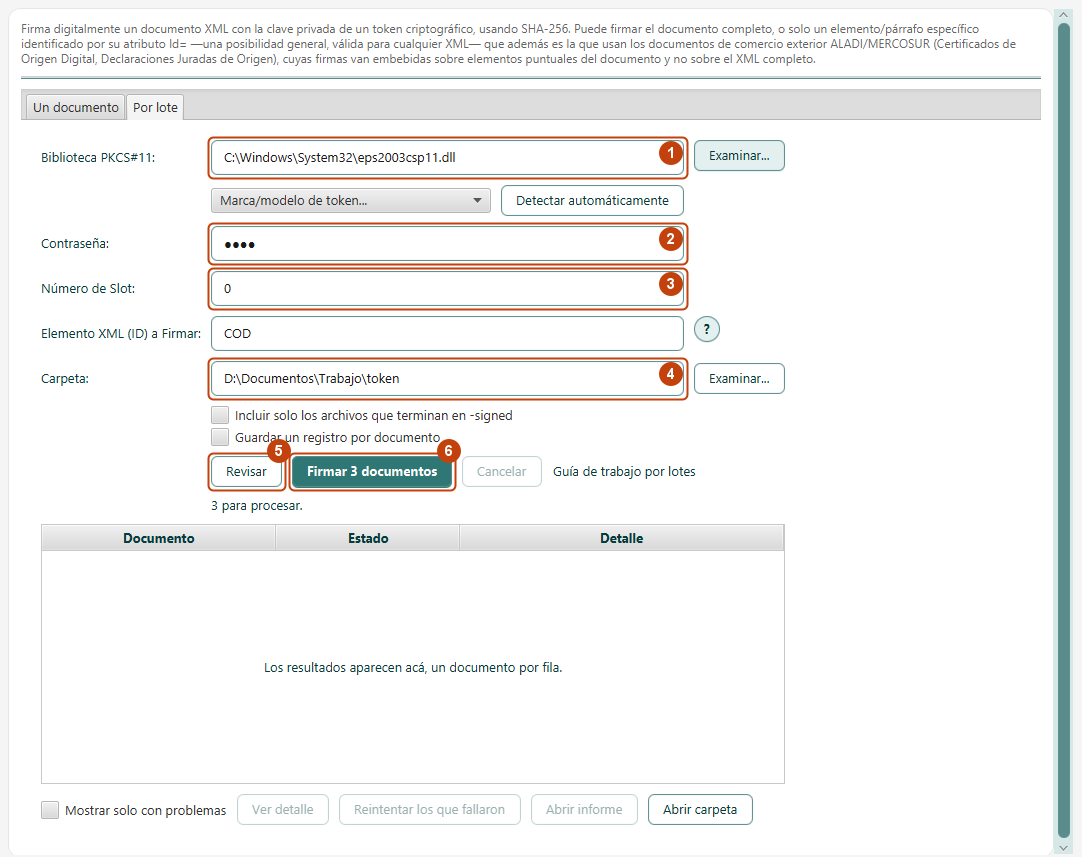 Firma digitalmente un documento XML con la clave privada de un token criptográfico, usando SHA-256. Puede firmar el documento completo, o solo un elemento/párrafo específico
identificado por su atributo Id= —una posibilidad general, válida para cualquier XML— que además es la que usan los documentos de comercio exterior ALADI/MERCOSUR (Certificados de
Origen Digital, Declaraciones Juradas de Origen), cuyas firmas van embebidas sobre elementos puntuales del documento y no sobre el XML completo.
Un documento Por lote
Biblioteca PKCS#11: C:\Windows\System32\eps2003csp11.dll 1 Examinar...
Marca/modelo de token... Detectar automáticamente
Contraseña: ●●●● 2
Número de Slot: 0 3
Elemento XML (ID) a Firmar: COD ?
Carpeta: D:\Documentos\Trabajo\token 4 Examinar...
Incluir solo los archivos que terminan en -signed
Guardar un registro por documento
5 6
Revisar Firmar 3 documentos Cancelar Guía de trabajo por lotes
3 para procesar.
Documento Estado Detalle
Los resultados aparecen acá, un documento por fila.
Mostrar solo con problemas Ver detalle Reintentar los que fallaron Abrir informe Abrir carpeta